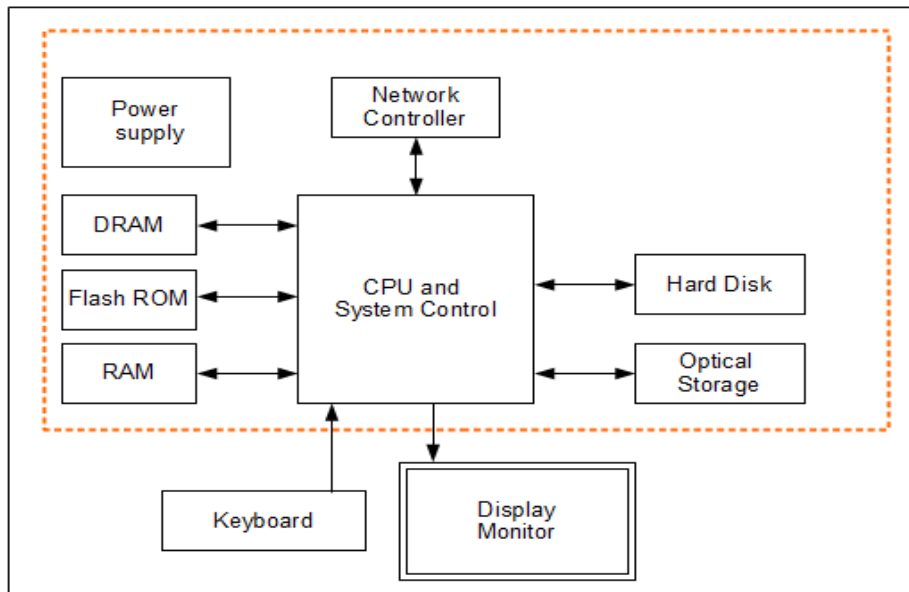 Power
supply
Network
Controller
DRAM
Flash ROM
RAM
CPU and
System Control
Hard Disk
Optical
Storage
Keyboard
Display
Monitor